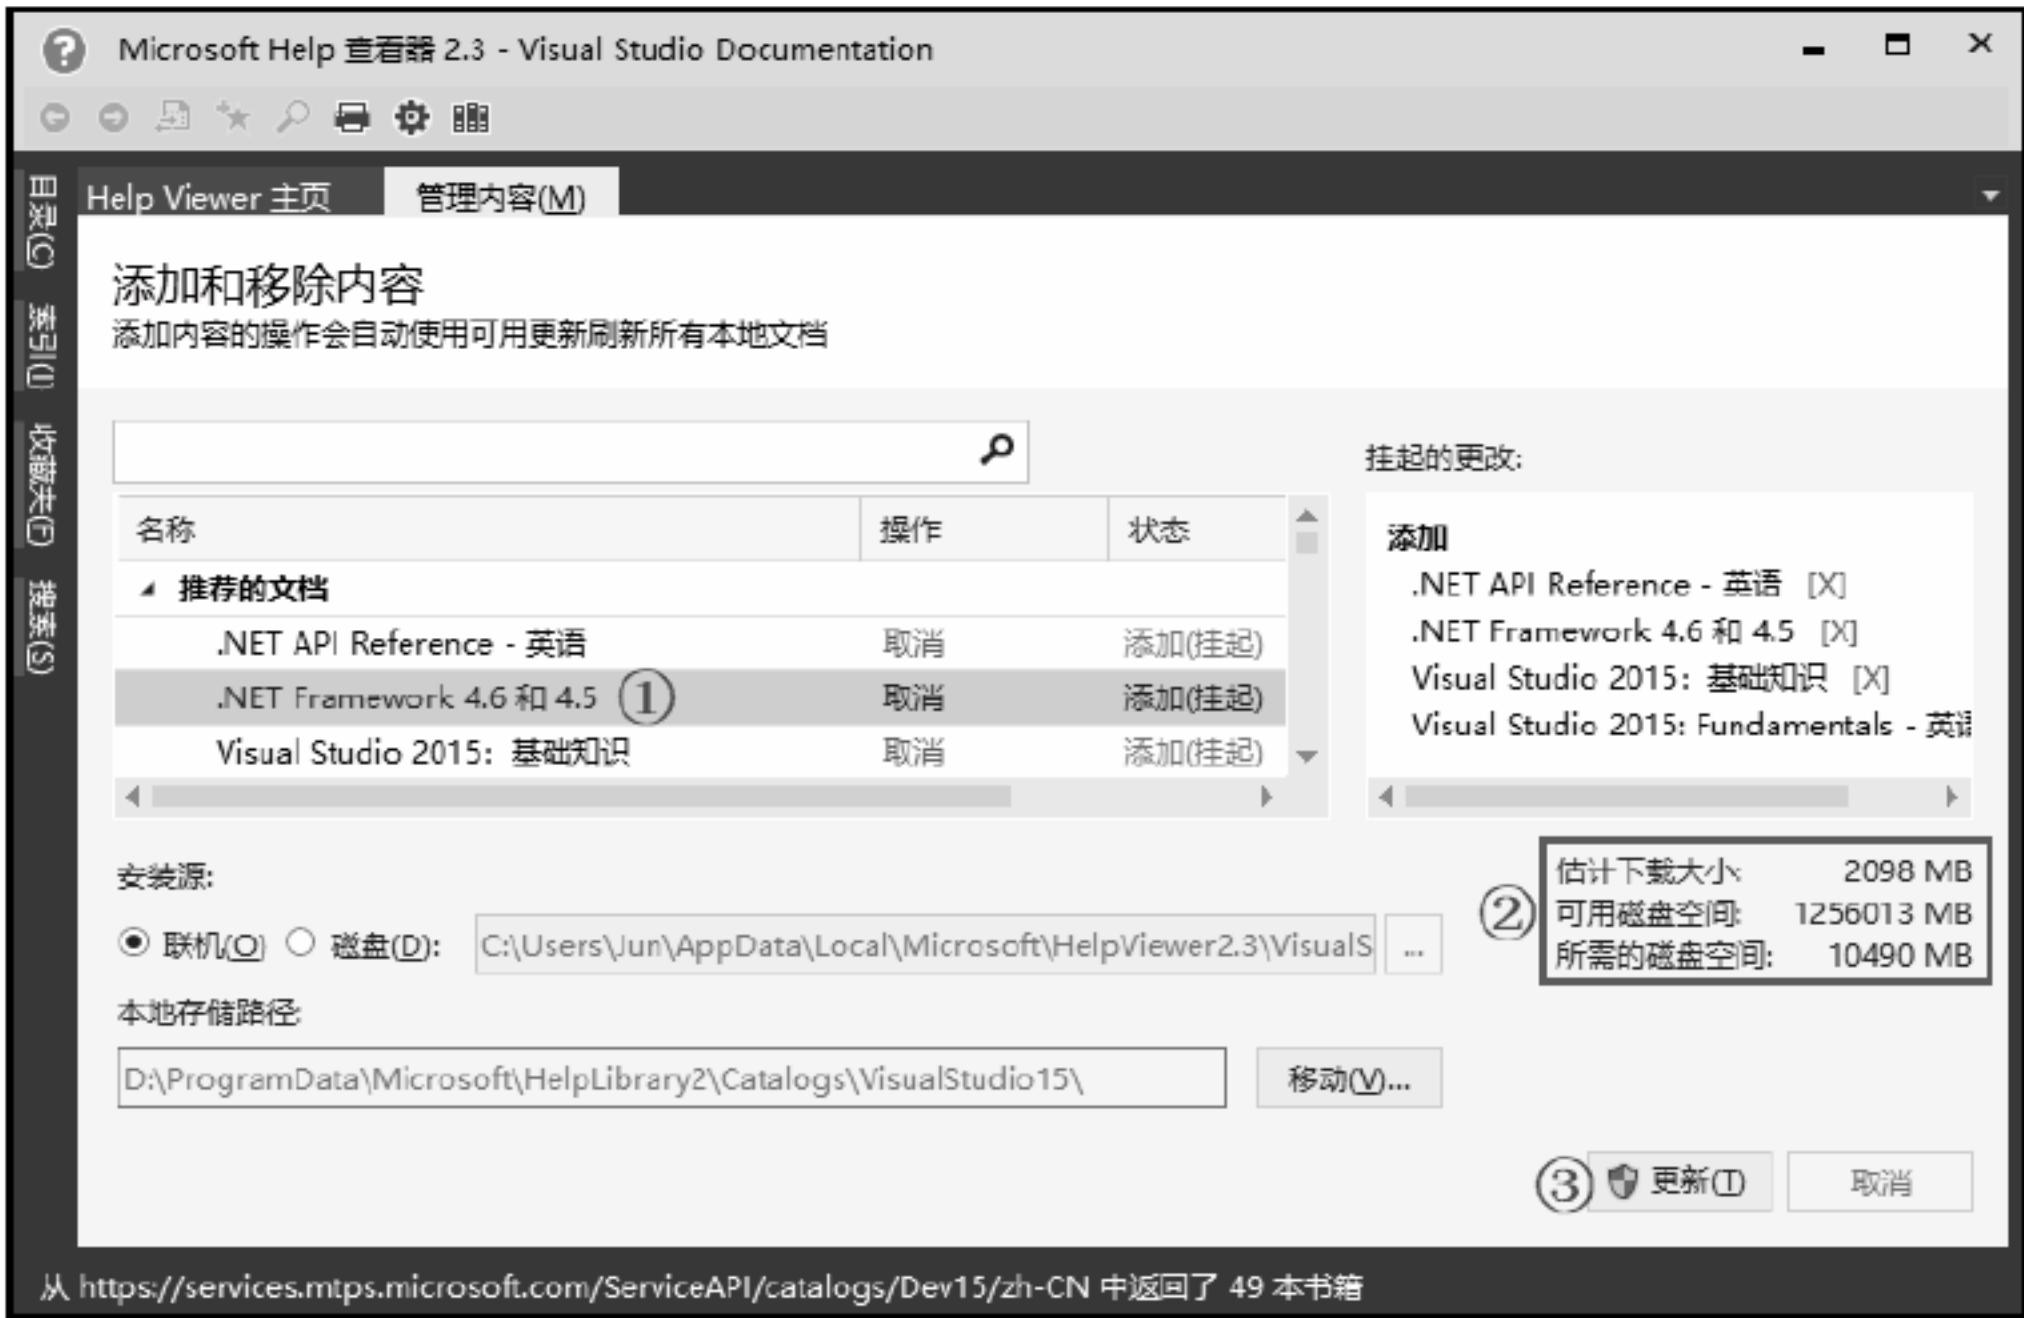 Microsoft Help 查看器 2.3 - Visual Studio Documentation
Help Viewer 主页
管理内容(M)
目录(C)
索引(I)
收藏夹(F)
搜索(S)
添加和移除内容
添加内容的操作会自动使用可用更新刷新所有本地文档
名称 操作 状态
推荐的文档
.NET API Reference - 英语 取消 添加(挂起)
.NET Framework 4.6 和 4.5 ① 取消 添加(挂起)
Visual Studio 2015: 基础知识 取消 添加(挂起)
挂起的更改:
添加
.NET API Reference - 英语 [X]
.NET Framework 4.6 和 4.5 [X]
Visual Studio 2015: 基础知识 [X]
Visual Studio 2015: Fundamentals - 英语
安装源:
联机(O) 磁盘(D): C:\Users\Jun\AppData\Local\Microsoft\HelpViewer2.3\VisualS ...
②
估计下载大小: 2098 MB
可用磁盘空间: 1256013 MB
所需的磁盘空间: 10490 MB
本地存储路径:
D:\ProgramData\Microsoft\HelpLibrary2\Catalogs\VisualStudio15\ 移动(V)...
③ 更新(T) 取消
从 https://services.mtps.microsoft.com/ServiceAPI/catalogs/Dev15/zh-CN 中返回了 49 本书籍